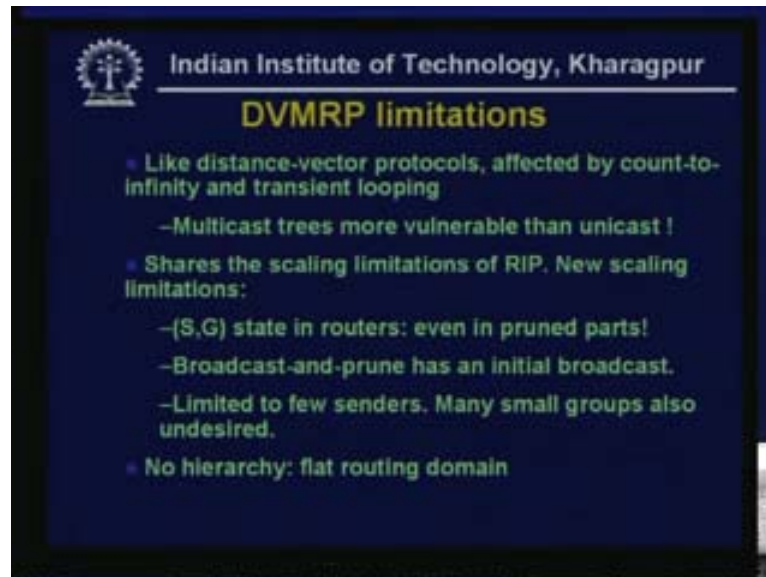 Indian Institute of Technology, Kharagpur
DVMRP limitations
Like distance-vector protocols, affected by count-to-
infinity and transient looping
–Multicast trees more vulnerable than unicast !
Shares the scaling limitations of RIP. New scaling
limitations:
–(S,G) state in routers: even in pruned parts!
–Broadcast-and-prune has an initial broadcast.
–Limited to few senders. Many small groups also
undesired.
No hierarchy: flat routing domain